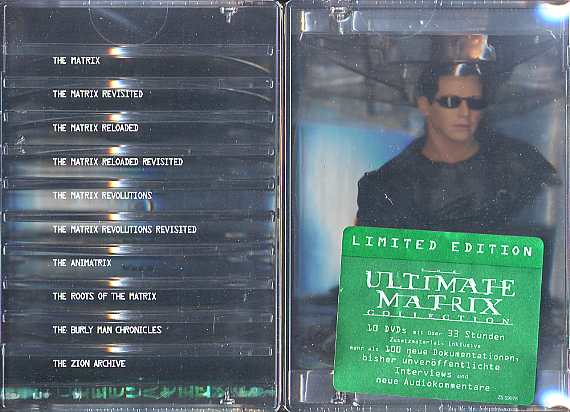 THE MATRIX
THE MATRIX REVISITED
THE MATRIX RELOADED
THE MATRIX RELOADED REVISITED
THE MATRIX REVOLUTIONS
THE MATRIX REVOLUTIONS REVISITED
THE ANIMATRIX
THE ROOTS OF THE MATRIX
THE BURLY MAN CHRONICLES
THE ZION ARCHIVE
LIMITED EDITION
THE
ULTIMATE
MATRIX
COLLECTION
10 DVDs mit über 33 Stunden
Zusatzmaterial, inklusive
mehr als 100 neue Dokumentationen,
bisher unveröffentlichte
Interviews und
neue Audiokommentare